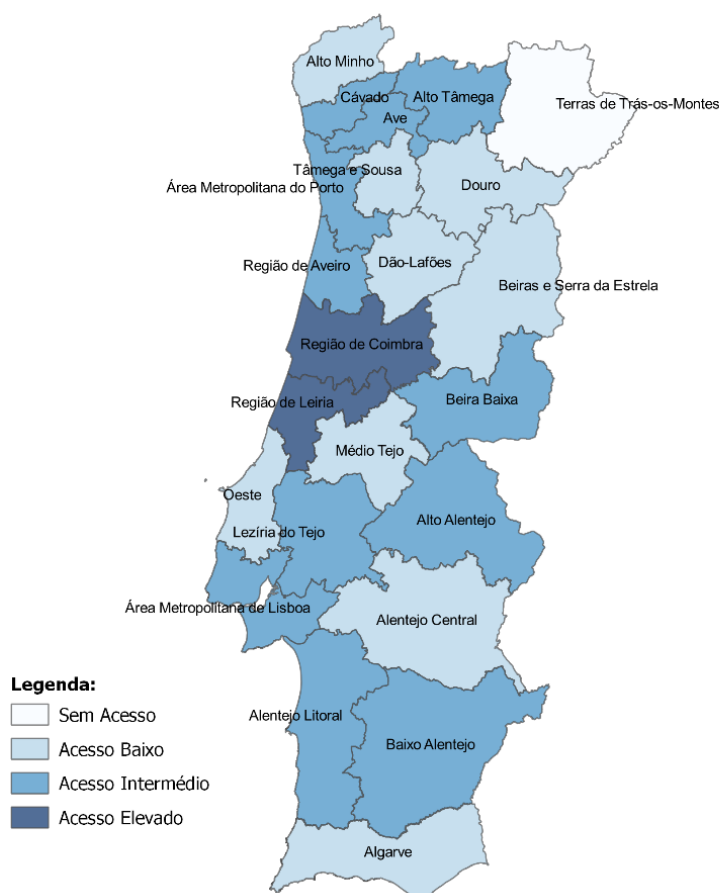 Alto Minho
Cávado
Alto Tâmega
Terras de Trás-os-Montes
Ave
Tâmega e Sousa
Área Metropolitana do Porto
Douro
Região de Aveiro
Dão-Lafões
Beiras e Serra da Estrela
Região de Coimbra
Região de Leiria
Beira Baixa
Médio Tejo
Oeste
Alto Alentejo
Lezíria do Tejo
Área Metropolitana de Lisboa
Alentejo Central
Alentejo Litoral
Baixo Alentejo
Algarve
Legenda:
Sem Acesso
Acesso Baixo
Acesso Intermédio
Acesso Elevado